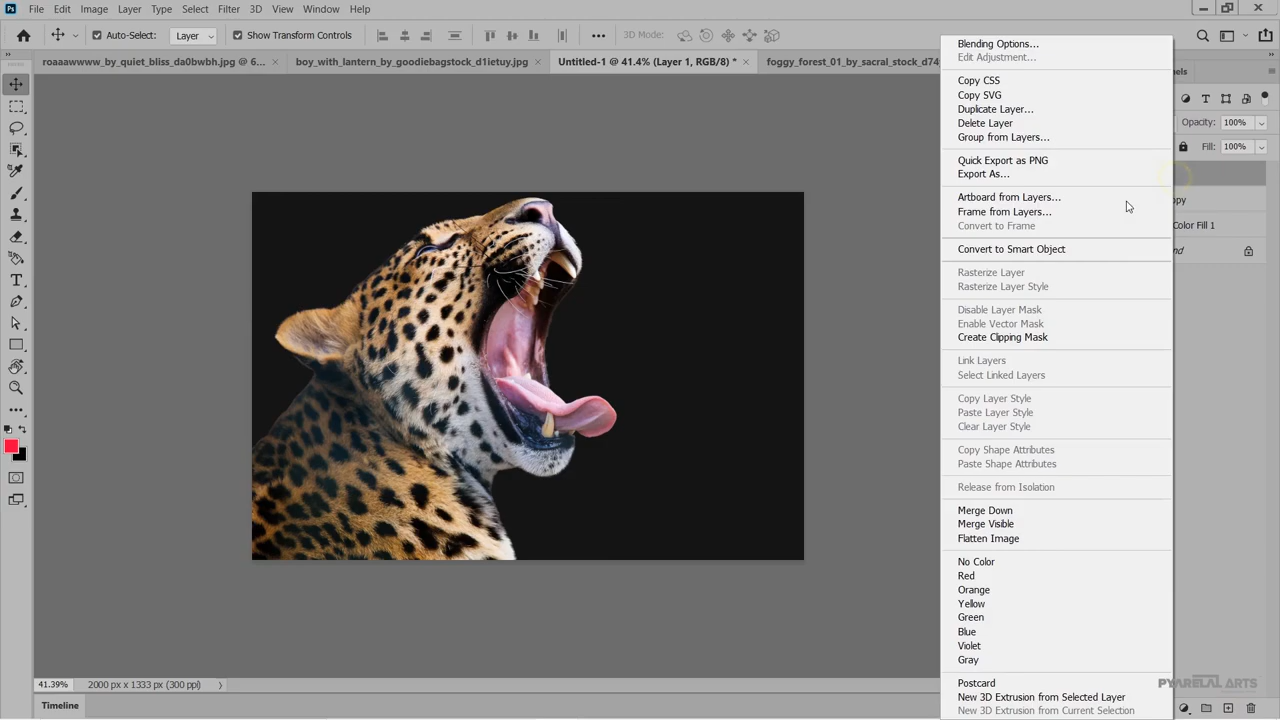 Ps File Edit Image Layer Type Select Filter 3D View Window Help
Auto-Select: Layer Show Transform Controls 3D Mode:
roaaawwww_by_quiet_bliss_da0bwbh.jpg @ 6... × boy_with_lantern_by_goodiebagstock_d1ietuy.jpg × Untitled-1 @ 41.4% (Layer 1, RGB/8) * × foggy_forest_01_by_sacral_stock_d74
Blending Options...
Edit Adjustment...
Copy CSS
Copy SVG
Duplicate Layer...
Delete Layer
Group from Layers...
Quick Export as PNG
Export As...
Artboard from Layers...
Frame from Layers...
Convert to Frame
Convert to Smart Object
Rasterize Layer
Rasterize Layer Style
Disable Layer Mask
Enable Vector Mask
Create Clipping Mask
Link Layers
Select Linked Layers
Copy Layer Style
Paste Layer Style
Clear Layer Style
Copy Shape Attributes
Paste Shape Attributes
Release from Isolation
Merge Down
Merge Visible
Flatten Image
No Color
Red
Orange
Yellow
Green
Blue
Violet
Gray
Postcard
New 3D Extrusion from Selected Layer
New 3D Extrusion from Current Selection
nels
Opacity: 100%
Fill: 100%
opy
Color Fill 1
nd
PYARELAL ARTS
41.39% 2000 px x 1333 px (300 ppi)
Timeline